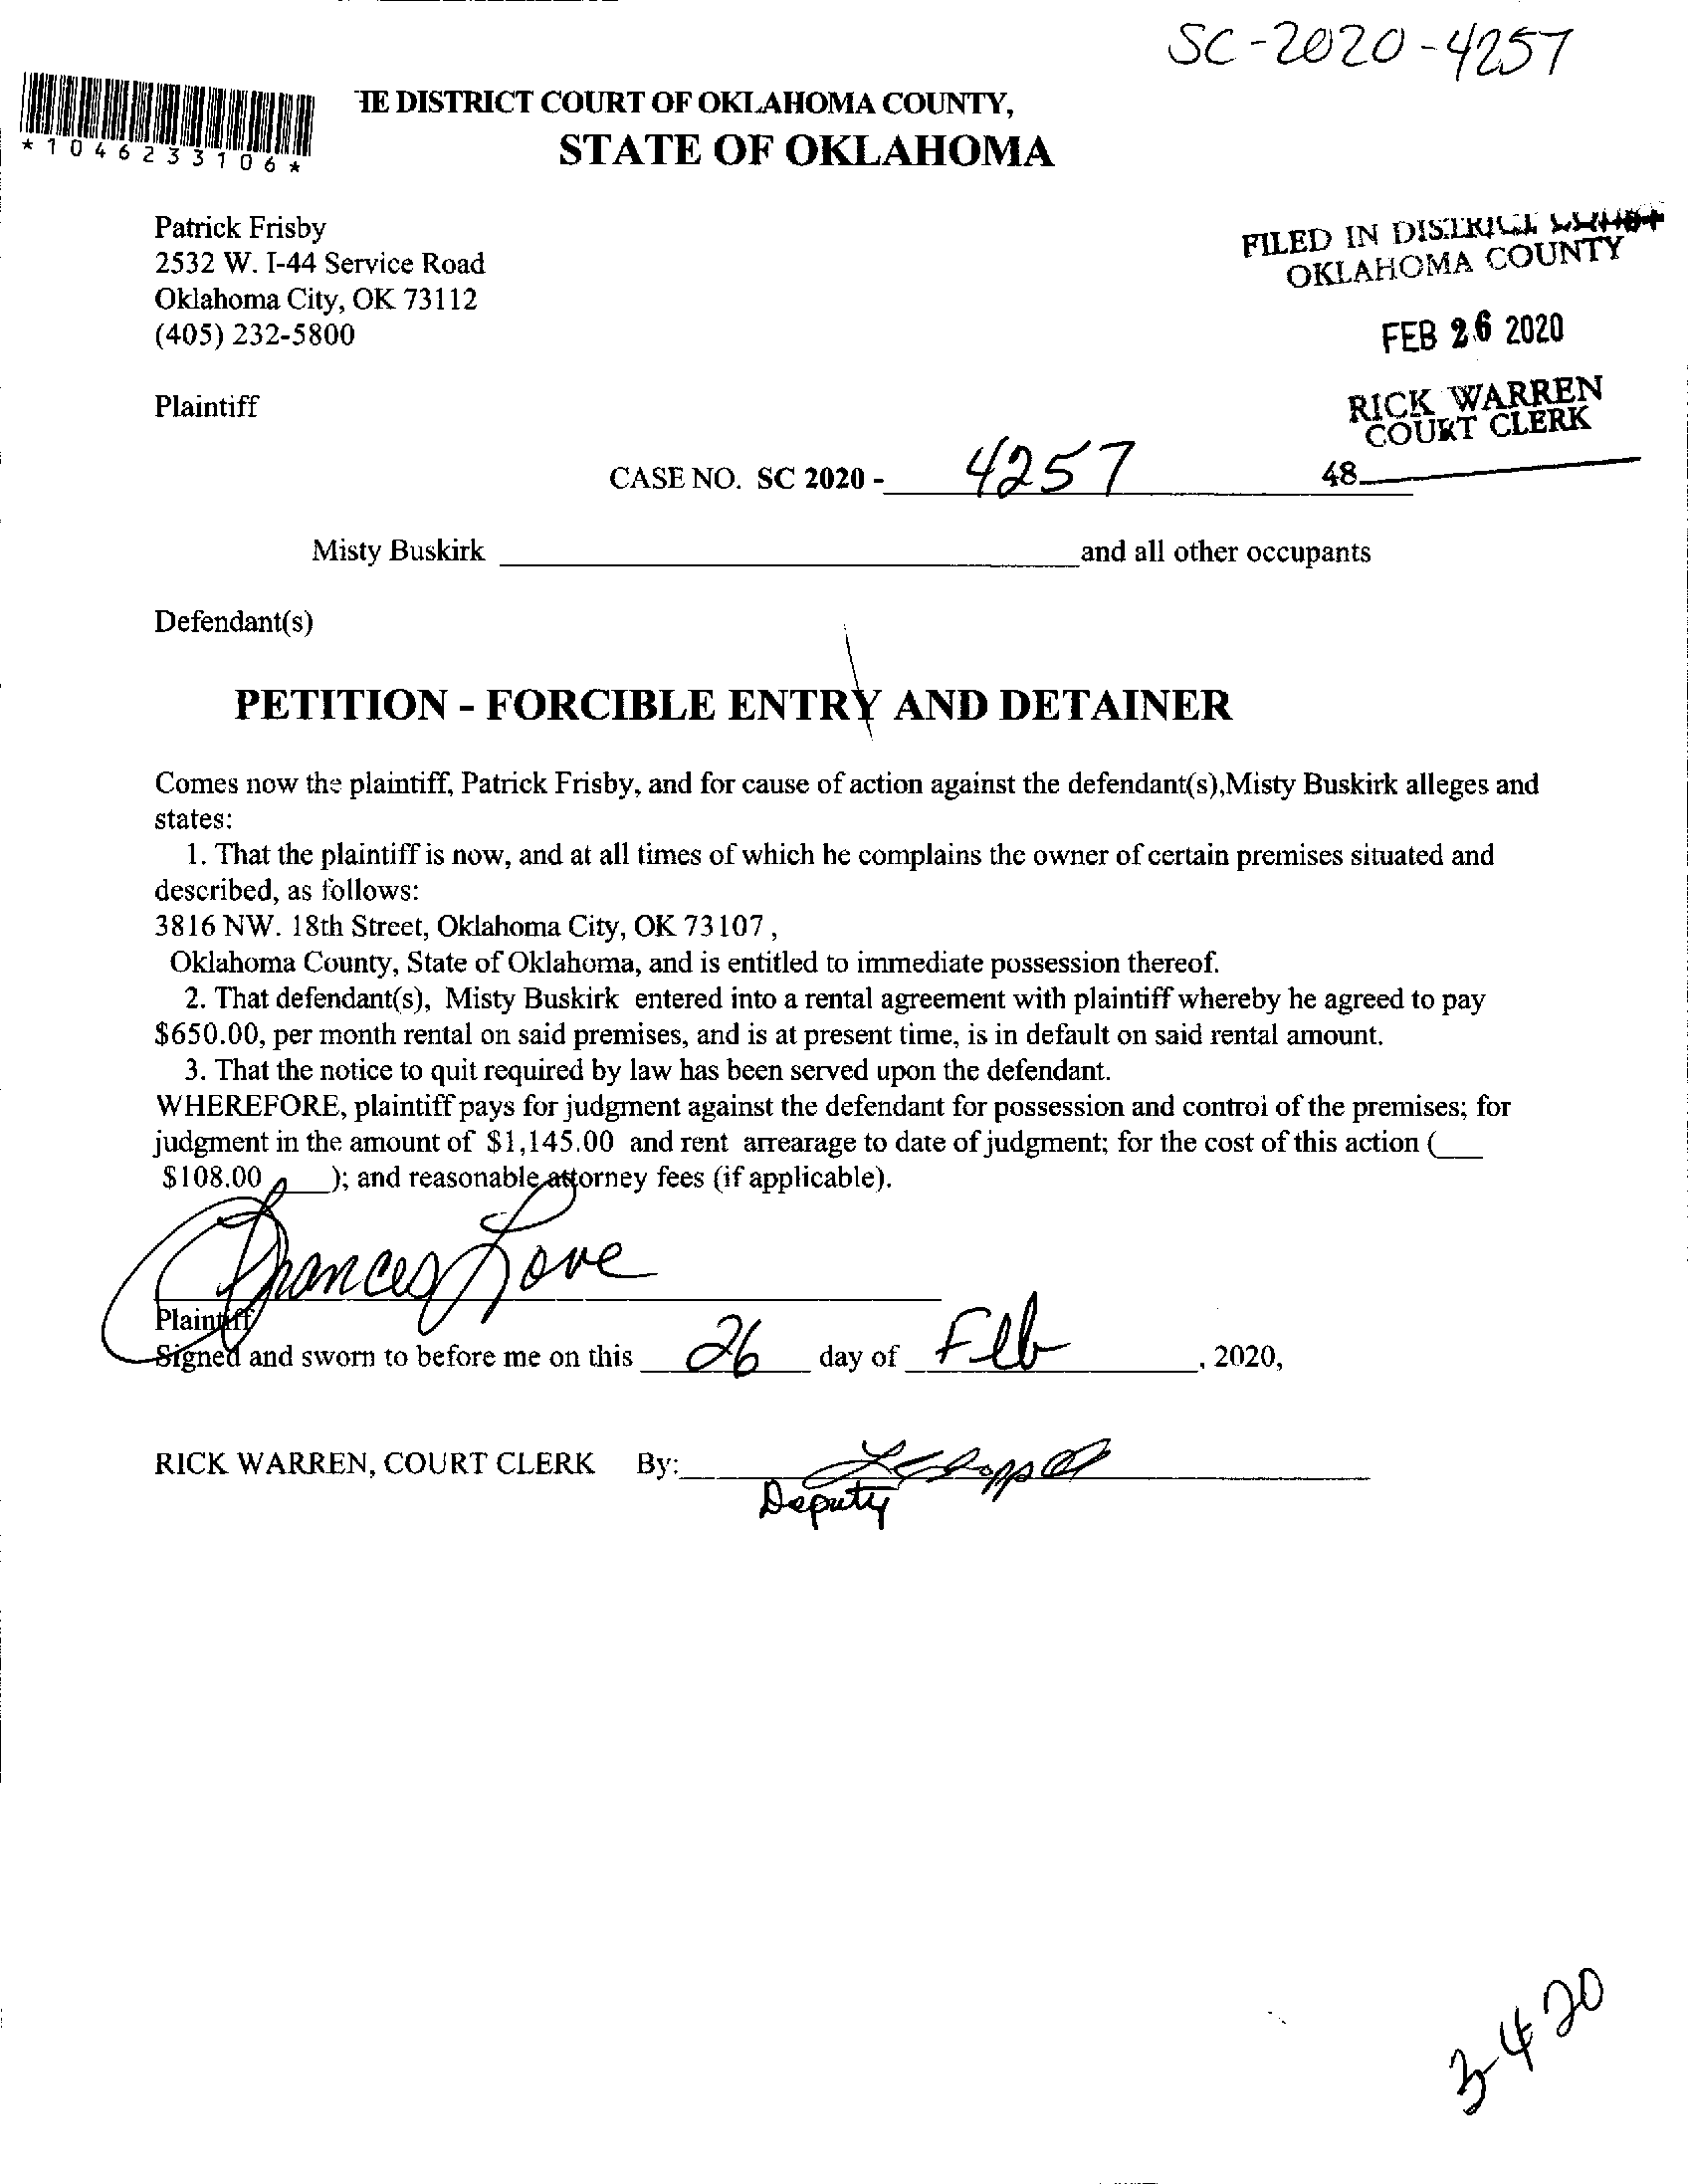 SC-2020-4257
*1046233106*
HE DISTRICT COURT OF OKLAHOMA COUNTY,
STATE OF OKLAHOMA
Patrick Frisby
2532 W. I-44 Service Road
Oklahoma City, OK 73112
(405) 232-5800
FILED IN DISTRICT COURT
OKLAHOMA COUNTY
FEB 26 2020
RICK WARREN
COURT CLERK
48
Plaintiff
CASE NO. SC 2020 - 4257
Misty Buskirk and all other occupants
Defendant(s)
PETITION - FORCIBLE ENTRY AND DETAINER
Comes now the plaintiff, Patrick Frisby, and for cause of action against the defendant(s),Misty Buskirk alleges and
states:
1. That the plaintiff is now, and at all times of which he complains the owner of certain premises situated and
described, as follows:
3816 NW. 18th Street, Oklahoma City, OK 73107 ,
Oklahoma County, State of Oklahoma, and is entitled to immediate possession thereof.
2. That defendant(s), Misty Buskirk entered into a rental agreement with plaintiff whereby he agreed to pay
$650.00, per month rental on said premises, and is at present time, is in default on said rental amount.
3. That the notice to quit required by law has been served upon the defendant.
WHEREFORE, plaintiff pays for judgment against the defendant for possession and control of the premises; for
judgment in the amount of $1,145.00 and rent arrearage to date of judgment; for the cost of this action (___
$108.00 ____); and reasonable attorney fees (if applicable).
Frances Love
Plaintiff
Signed and sworn to before me on this 26 day of Feb, 2020,
RICK WARREN, COURT CLERK By:
Deputy
3-4 20